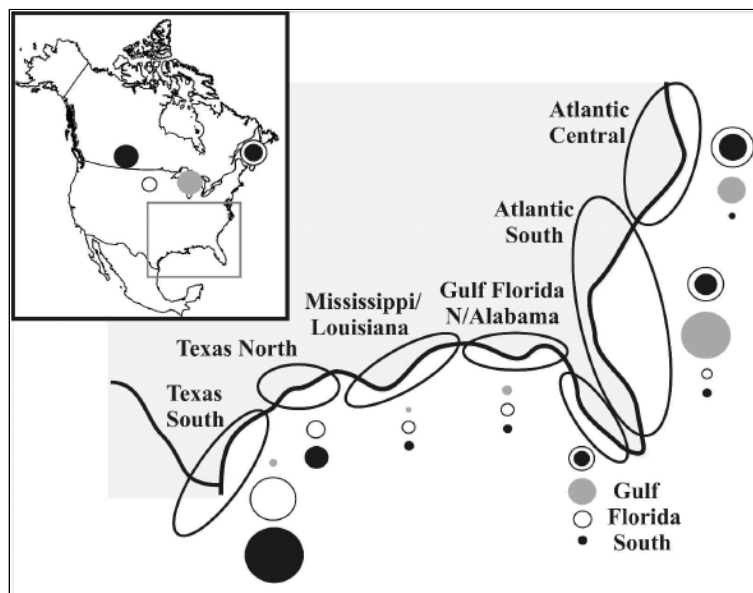 Atlantic
Central
Atlantic
South
Gulf Florida
N/Alabama
Mississippi/
Louisiana
Texas North
Texas
South
Gulf
Florida
South